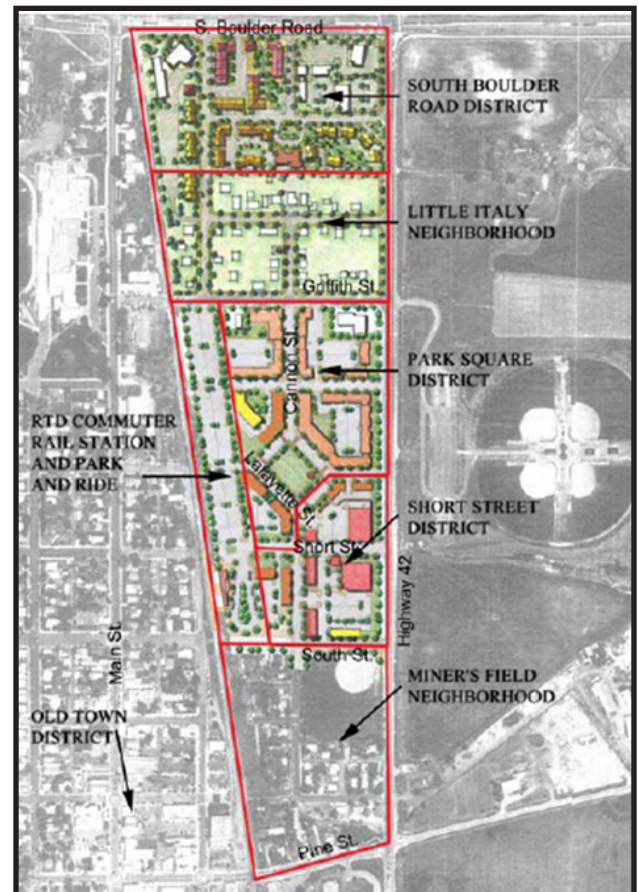 S. Boulder Road
SOUTH BOULDER
ROAD DISTRICT
LITTLE ITALY
NEIGHBORHOOD
Griffith St.
Cannon St.
PARK SQUARE
DISTRICT
RTD COMMUTER
RAIL STATION
AND PARK
AND RIDE
Lafayette St.
SHORT STREET
DISTRICT
Short St.
Highway 42
South St.
Main St.
MINER'S FIELD
NEIGHBORHOOD
OLD TOWN
DISTRICT
Pine St.